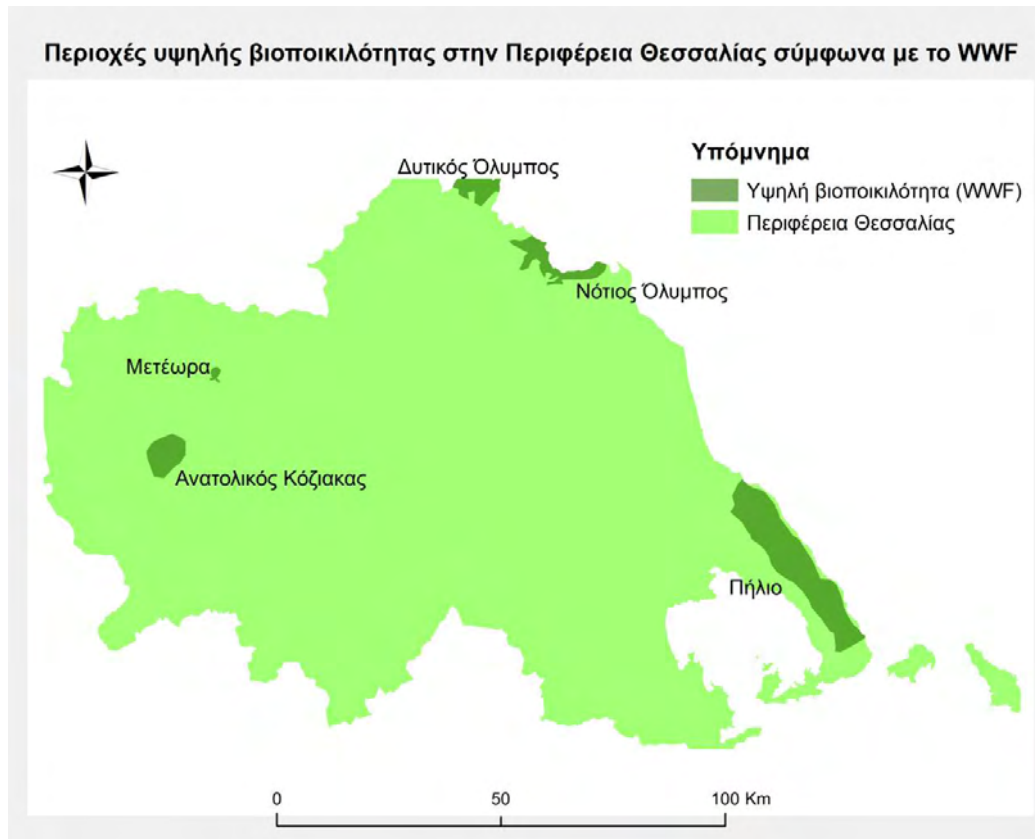 Περιοχές υψηλής βιοποικιλότητας στην Περιφέρεια Θεσσαλίας σύμφωνα με το WWF
Υπόμνημα
Υψηλή βιοποικιλότητα (WWF)
Περιφέρεια Θεσσαλίας
Δυτικός Όλυμπος
Νότιος Όλυμπος
Μετέωρα
Ανατολικός Κόζιακας
Πήλιο
0 50 100 Km